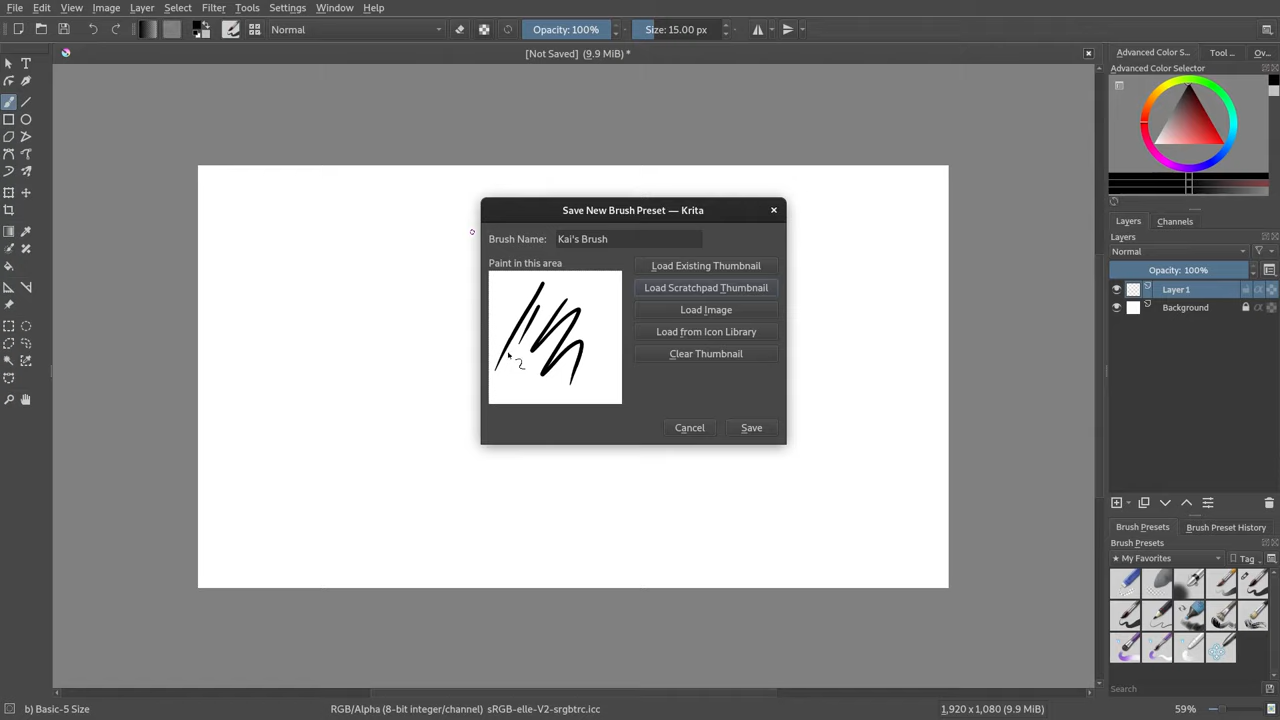 File Edit View Image Layer Select Filter Tools Settings Window Help
Normal Opacity: 100% Size: 15.00 px
[Not Saved] (9.9 MiB) *
Advanced Color S... Tool ... Ov...
Advanced Color Selector
Save New Brush Preset — Krita
Brush Name: Kai's Brush
Paint in this area
Load Existing Thumbnail
Load Scratchpad Thumbnail
Load Image
Load from Icon Library
Clear Thumbnail
Cancel Save
Layers Channels
Layers
Normal
Opacity: 100%
Layer 1
Background
Brush Presets Brush Preset History
Brush Presets
★ My Favorites Tag
Search
b) Basic-5 Size RGB/Alpha (8-bit integer/channel) sRGB-elle-V2-srgbtrc.icc 1,920 x 1,080 (9.9 MiB) 59%